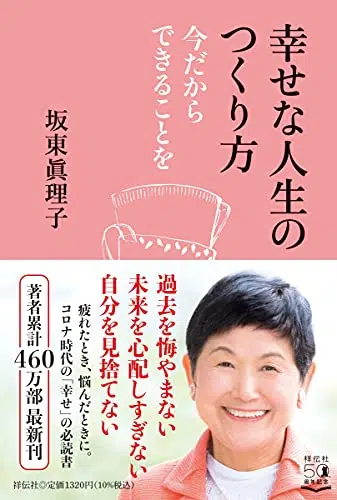 幸せな人生の
つくり方
今だから
できることを
坂東眞理子
過去を悔やまない
未来を心配しすぎない
自分を見捨てない
疲れたとき、悩んだときに。
コロナ時代の「幸せ」の必読書
著者累計460万部 最新刊
祥伝社◎定価1320円(10%税込)
祥伝社
50
周年記念